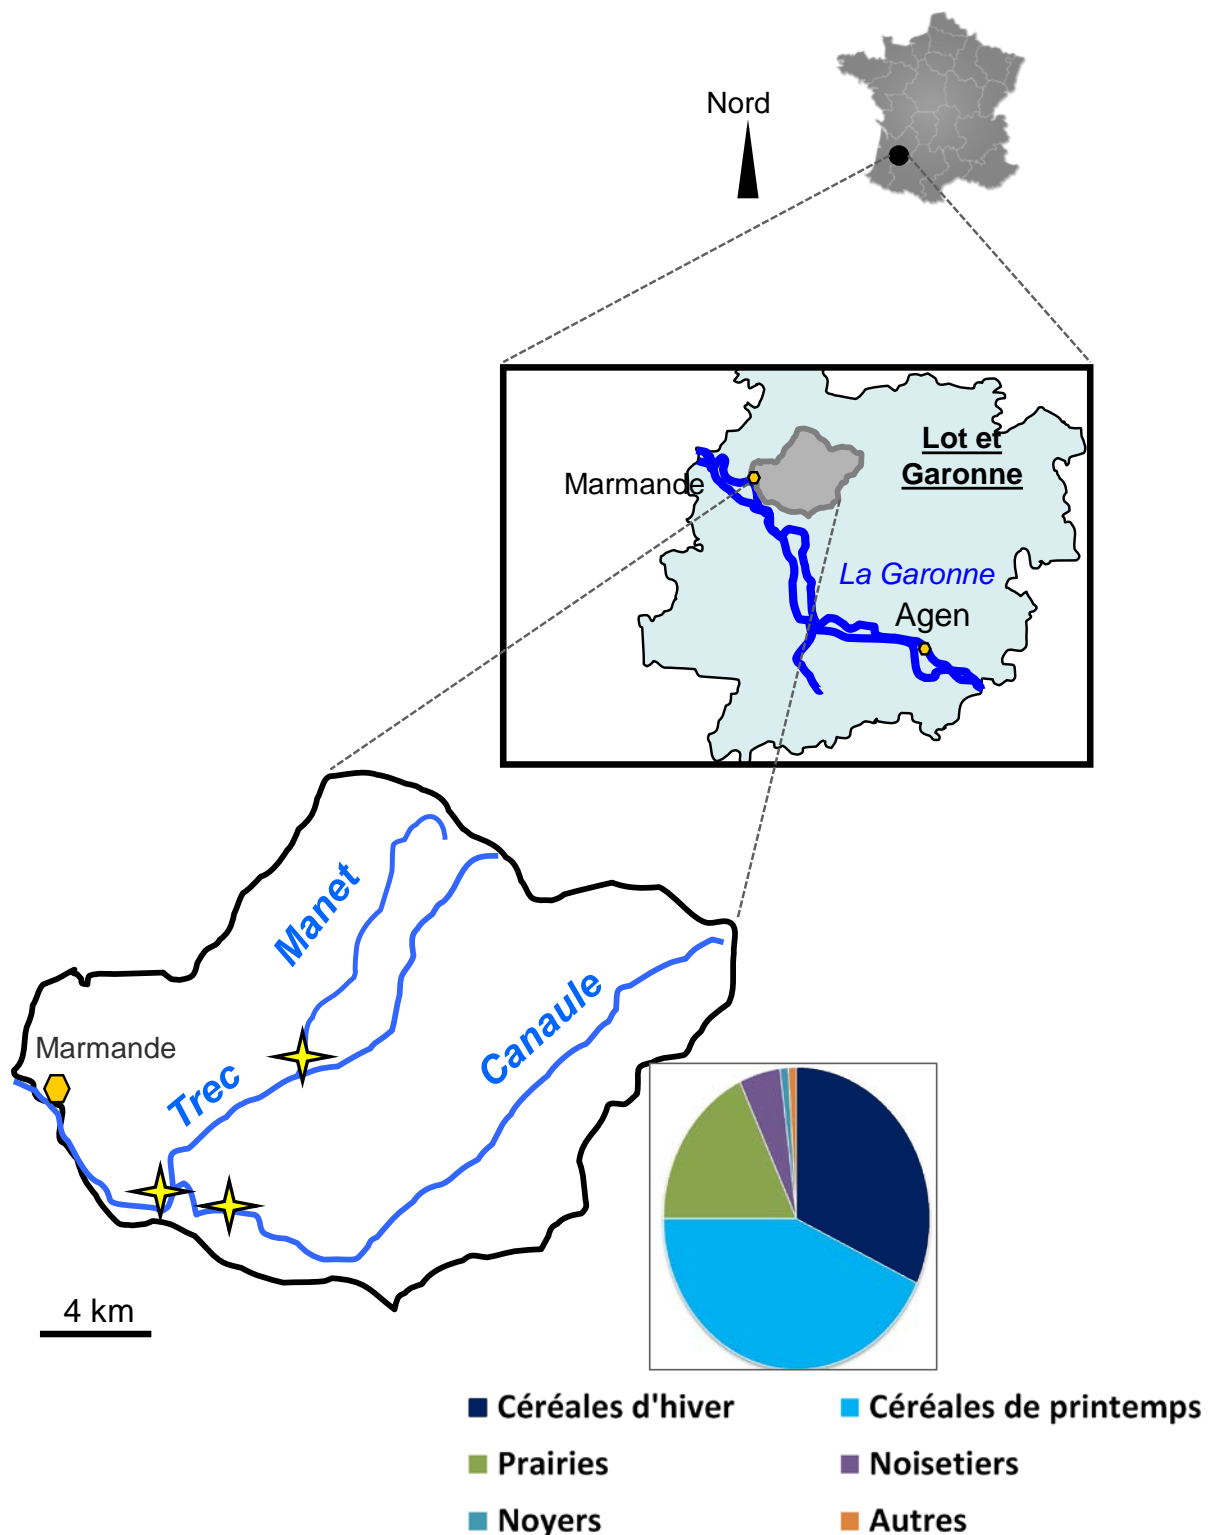 Nord
Lot et
Garonne
Marmande
La Garonne
Agen
Manet
Canaule
Marmande
Trec
4 km
Céréales d'hiver
Céréales de printemps
Prairies
Noisetiers
Noyers
Autres